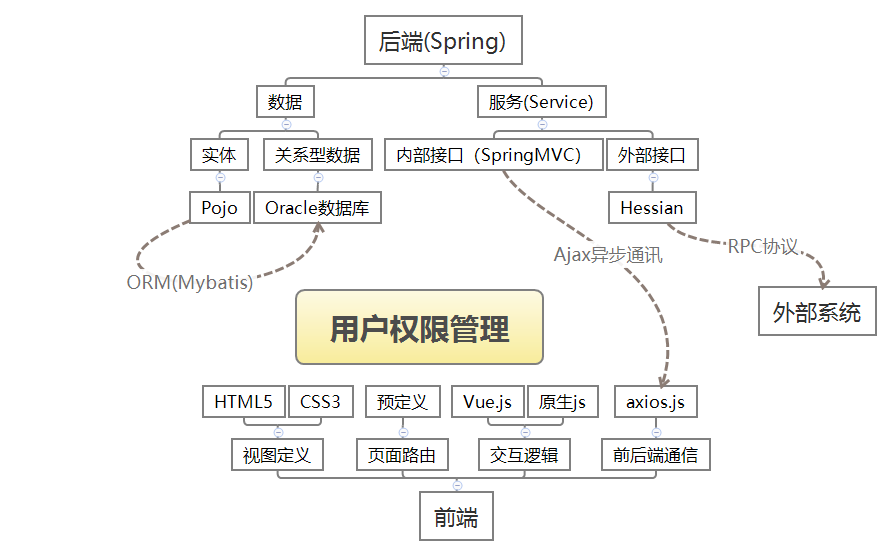 后端(Spring)
数据
服务(Service)
实体
关系型数据
内部接口（SpringMVC）
外部接口
Pojo
Oracle数据库
Hessian
ORM(Mybatis)
Ajax异步通讯
RPC协议
外部系统
用户权限管理
HTML5
CSS3
预定义
Vue.js
原生js
axios.js
视图定义
页面路由
交互逻辑
前后端通信
前端